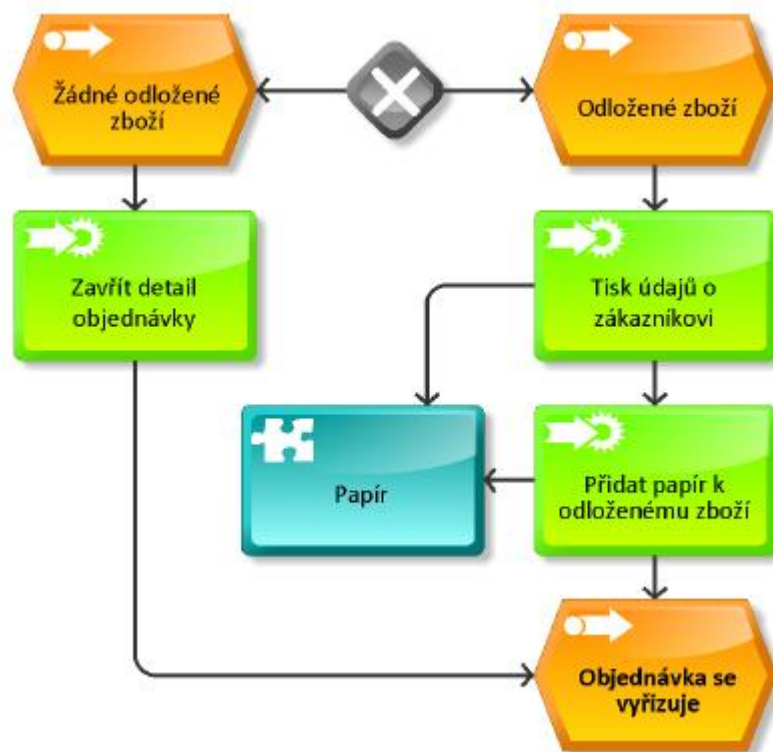 Žádné odložené
zboží
Odložené zboží
Zavřít detail
objednávky
Tisk údajů o
zákazníkovi
Papír
Přidat papír k
odloženému zboží
Objednávka se
vyřizuje